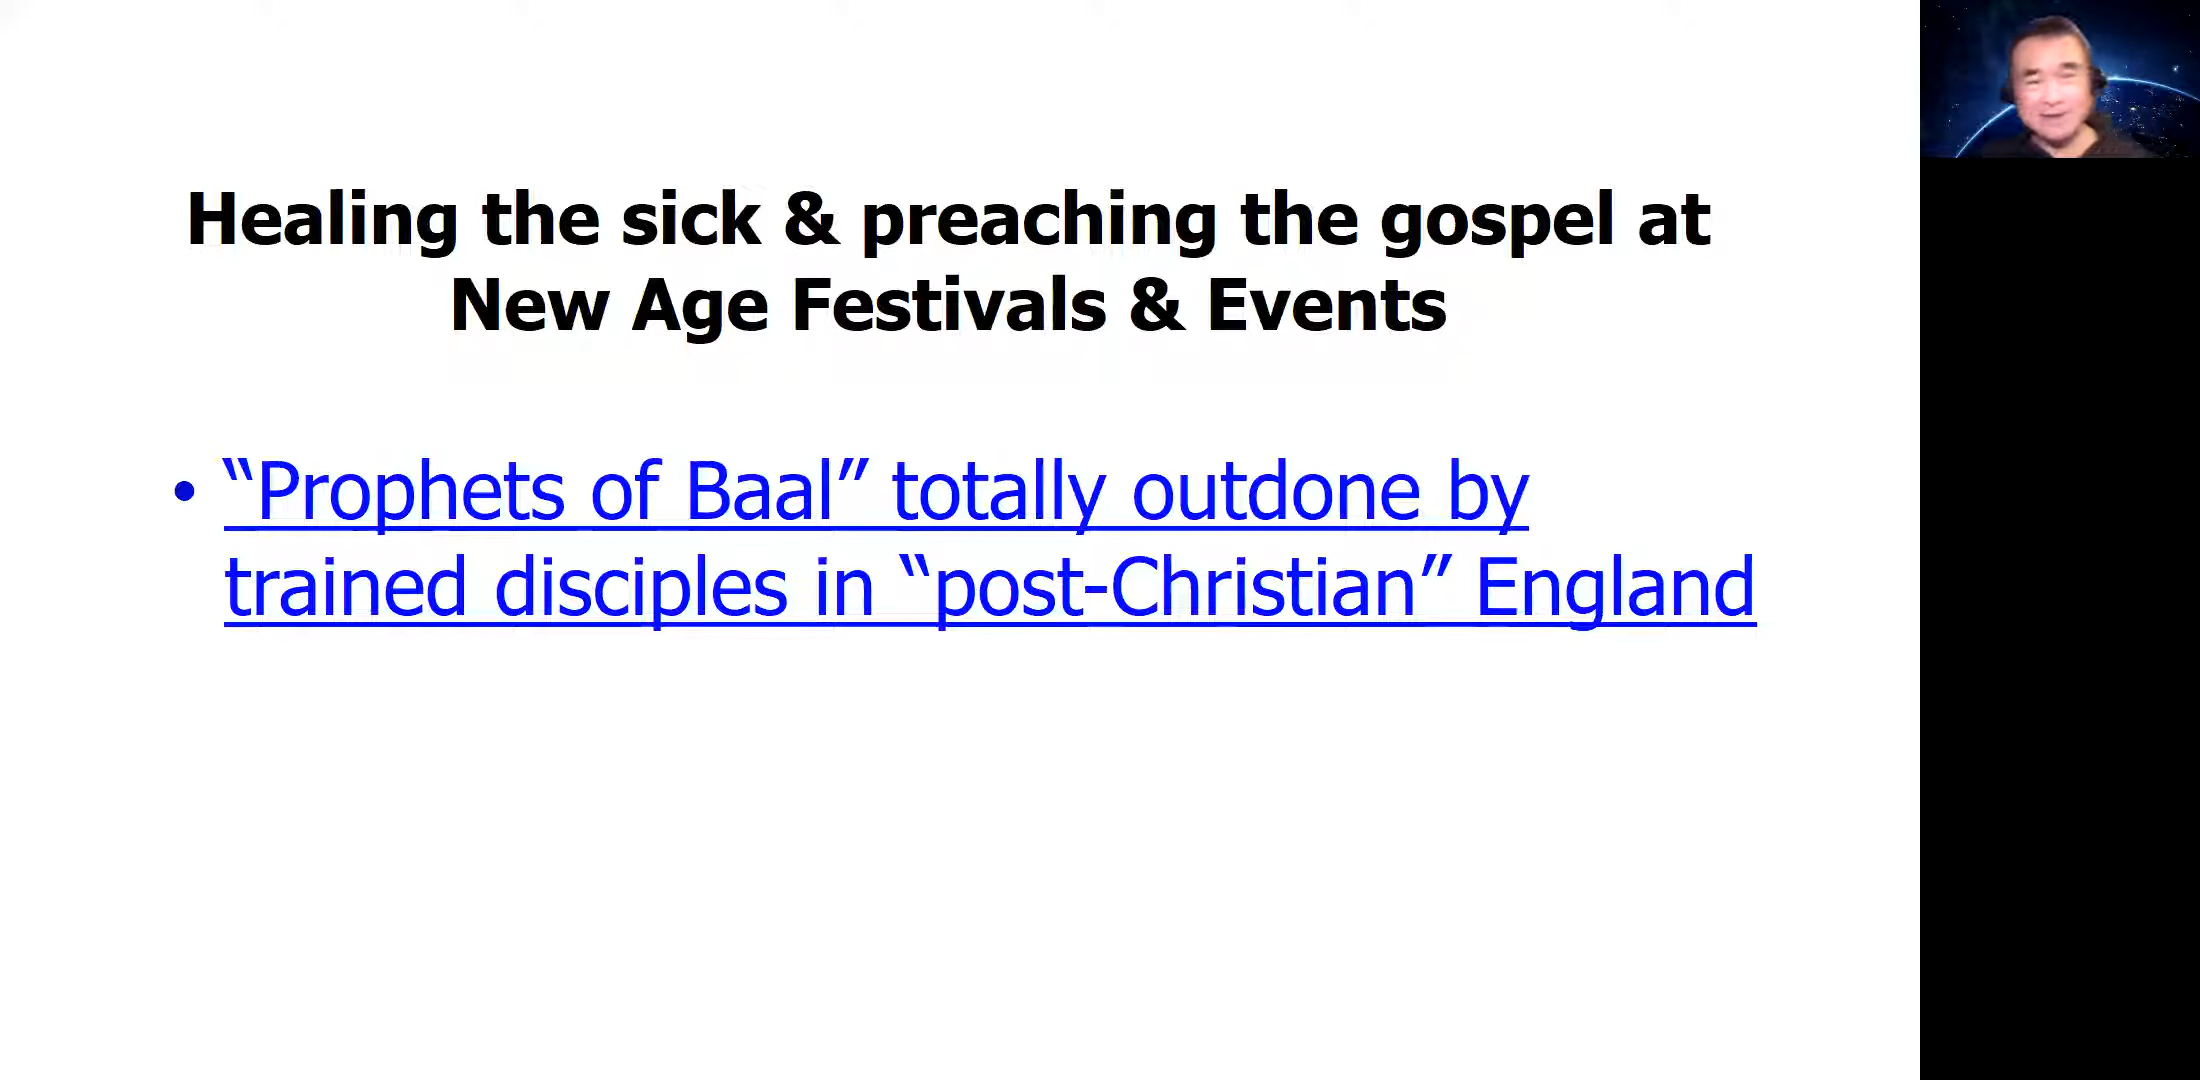 Healing the sick & preaching the gospel at
New Age Festivals & Events
• “Prophets of Baal” totally outdone by
trained disciples in “post-Christian” England